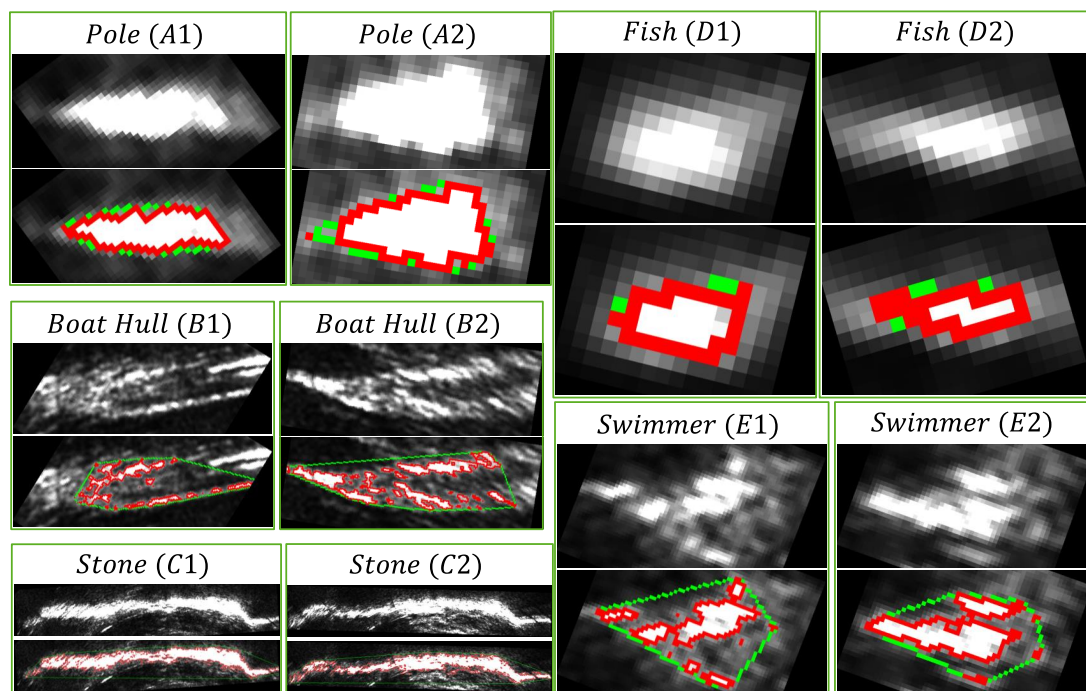 Pole (A1)
Pole (A2)
Fish (D1)
Fish (D2)
Boat Hull (B1)
Boat Hull (B2)
Swimmer (E1)
Swimmer (E2)
Stone (C1)
Stone (C2)